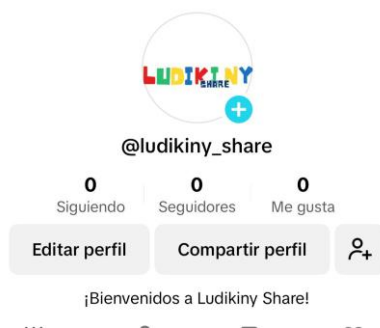 LUDIKINY
SHARE
@ludikiny_share
0 0 0
Siguiendo Seguidores Me gusta
Editar perfil Compartir perfil
¡Bienvenidos a Ludikiny Share!